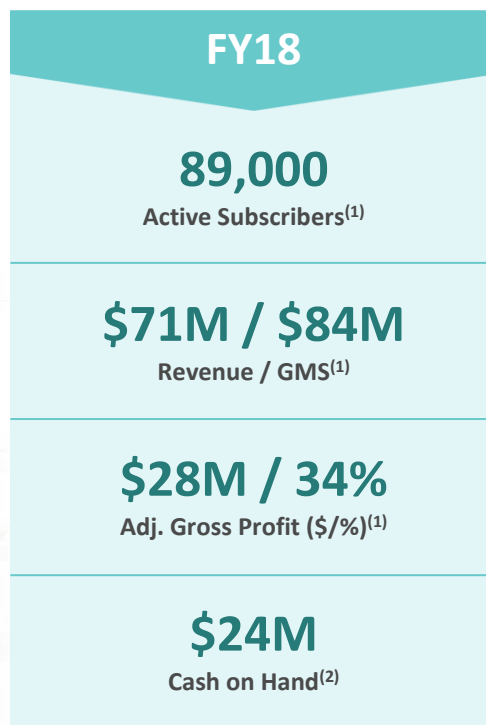 FY18
89,000
Active Subscribers(1)
$71M / $84M
Revenue / GMS(1)
$28M / 34%
Adj. Gross Profit ($/%)(1)
$24M
Cash on Hand(2)